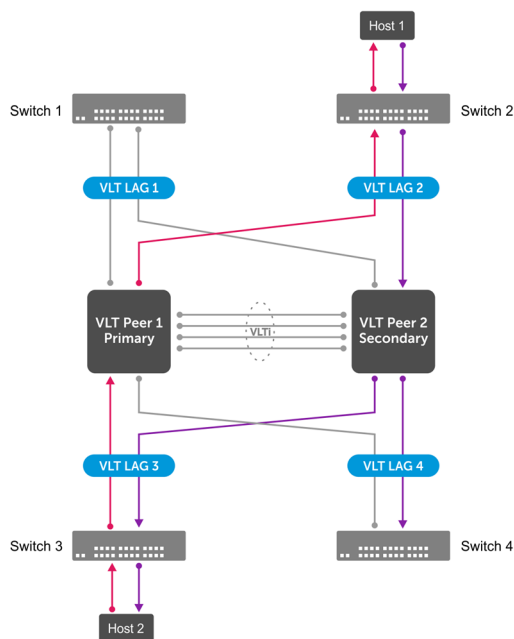 Host 1
Switch 1
Switch 2
VLT LAG 1
VLT LAG 2
VLT Peer 1
Primary
VLTi
VLT Peer 2
Secondary
VLT LAG 3
VLT LAG 4
Switch 3
Switch 4
Host 2